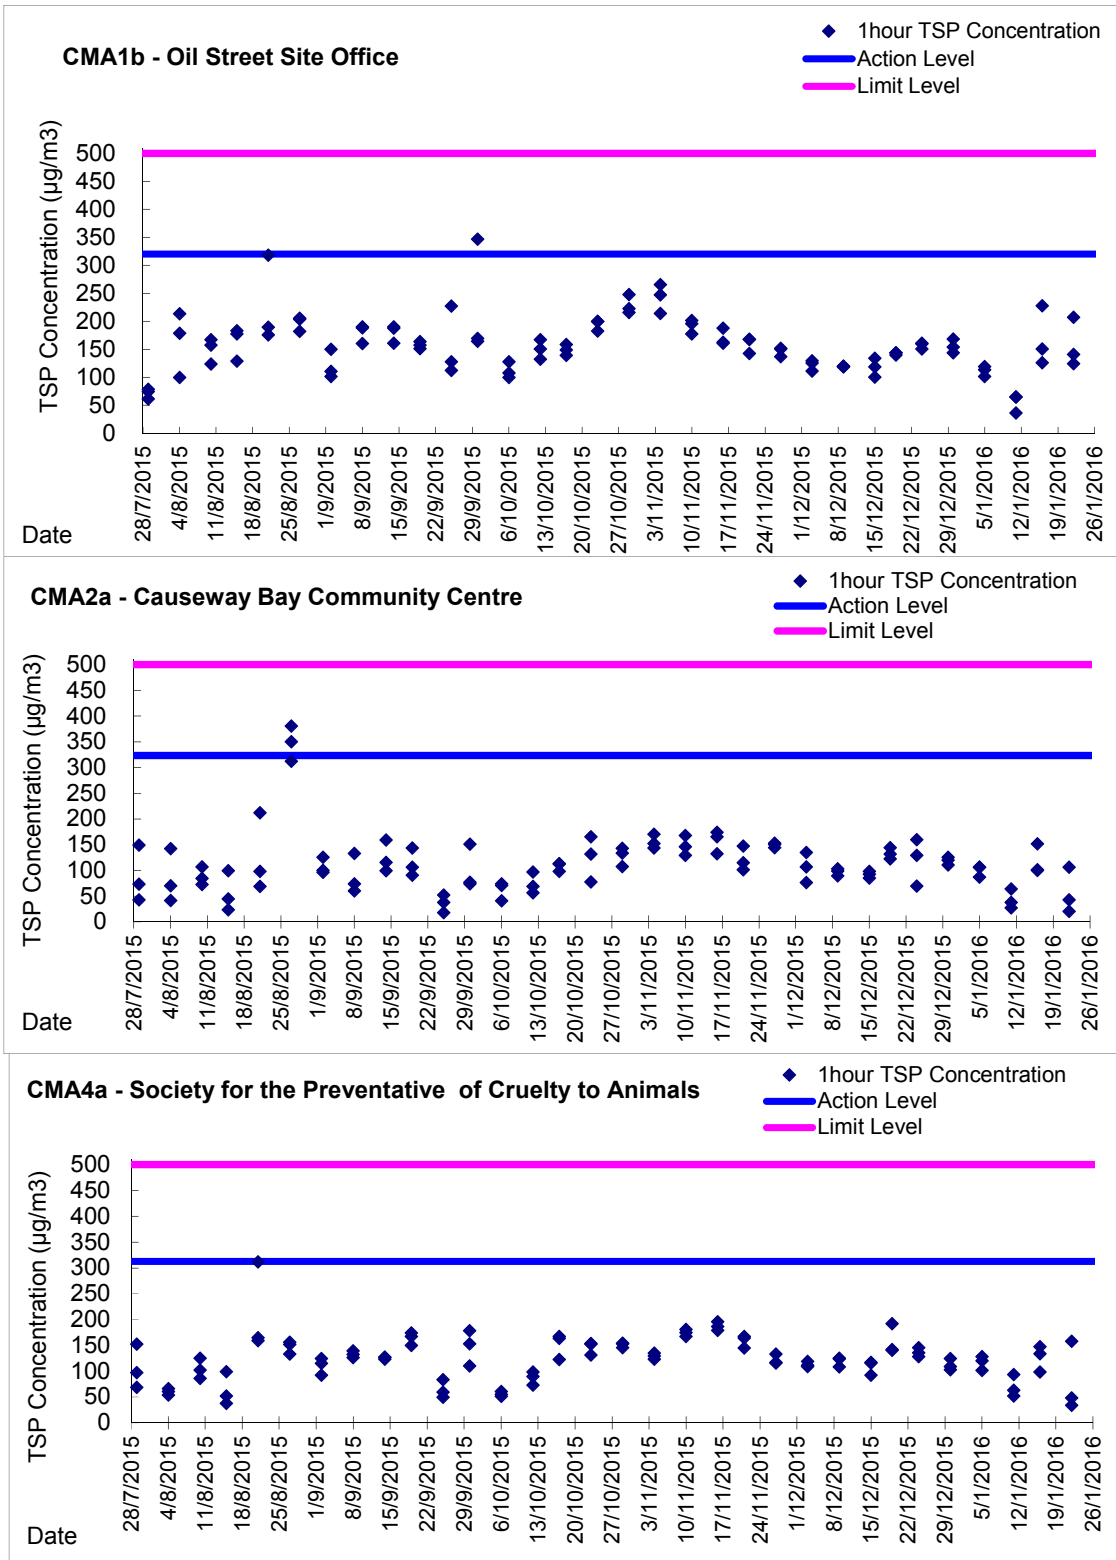 CMA1b - Oil Street Site Office
1hour TSP Concentration
Action Level
Limit Level
TSP Concentration (µg/m3)
500
450
400
350
300
250
200
150
100
50
0
28/7/2015 4/8/2015 11/8/2015 18/8/2015 25/8/2015 1/9/2015 8/9/2015 15/9/2015 22/9/2015 29/9/2015 6/10/2015 13/10/2015 20/10/2015 27/10/2015 3/11/2015 10/11/2015 17/11/2015 24/11/2015 1/12/2015 8/12/2015 15/12/2015 22/12/2015 29/12/2015 5/1/2016 12/1/2016 19/1/2016 26/1/2016
Date
CMA2a - Causeway Bay Community Centre
1hour TSP Concentration
Action Level
Limit Level
TSP Concentration (µg/m3)
500
450
400
350
300
250
200
150
100
50
0
28/7/2015 4/8/2015 11/8/2015 18/8/2015 25/8/2015 1/9/2015 8/9/2015 15/9/2015 22/9/2015 29/9/2015 6/10/2015 13/10/2015 20/10/2015 27/10/2015 3/11/2015 10/11/2015 17/11/2015 24/11/2015 1/12/2015 8/12/2015 15/12/2015 22/12/2015 29/12/2015 5/1/2016 12/1/2016 19/1/2016 26/1/2016
Date
CMA4a - Society for the Preventative  of Cruelty to Animals
1hour TSP Concentration
Action Level
Limit Level
TSP Concentration (µg/m3)
500
450
400
350
300
250
200
150
100
50
0
28/7/2015 4/8/2015 11/8/2015 18/8/2015 25/8/2015 1/9/2015 8/9/2015 15/9/2015 22/9/2015 29/9/2015 6/10/2015 13/10/2015 20/10/2015 27/10/2015 3/11/2015 10/11/2015 17/11/2015 24/11/2015 1/12/2015 8/12/2015 15/12/2015 22/12/2015 29/12/2015 5/1/2016 12/1/2016 19/1/2016 26/1/2016
Date